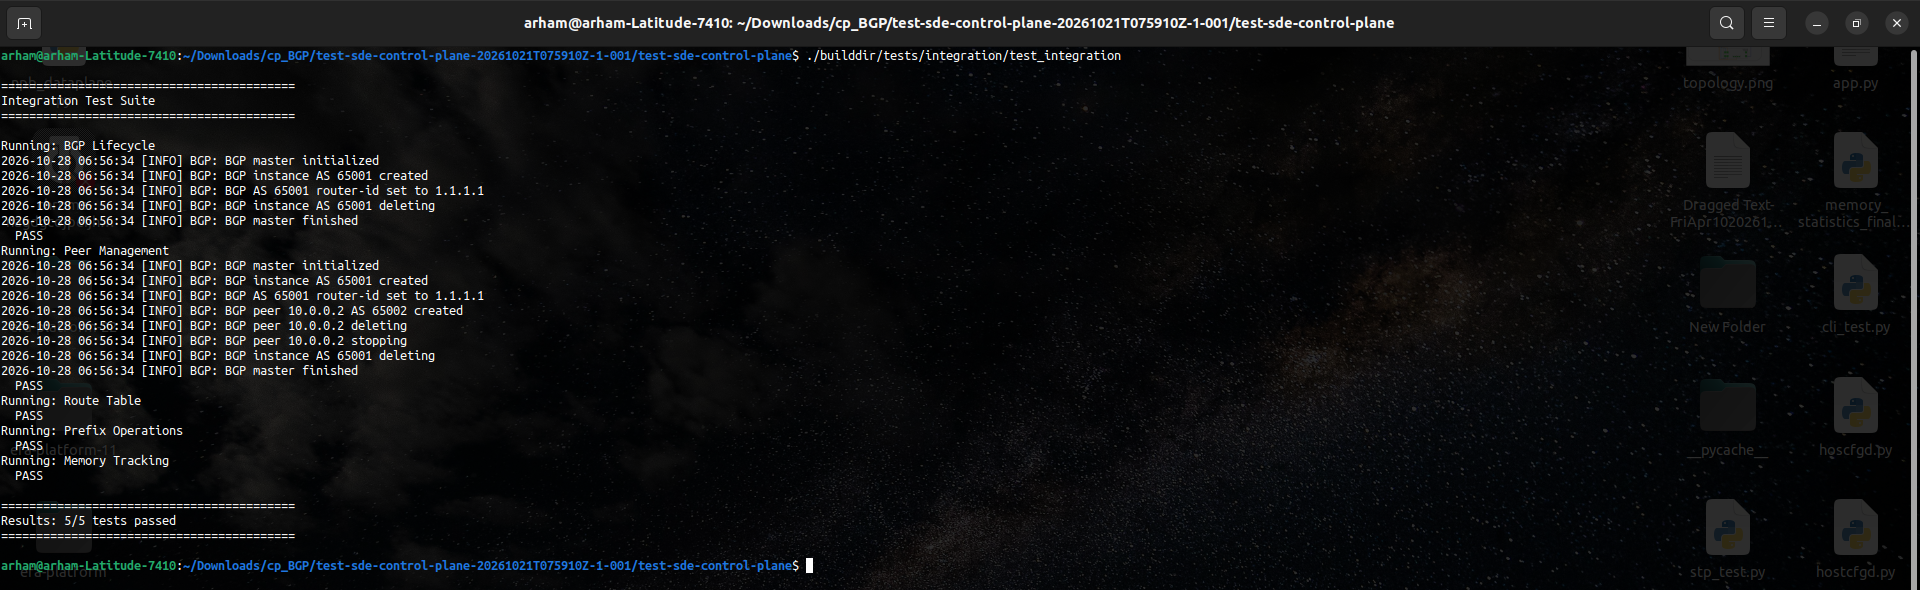 arham@arham-Latitude-7410: ~/Downloads/cp_BGP/test-sde-control-plane-20261021T075910Z-1-001/test-sde-control-plane
arham@arham-Latitude-7410:~/Downloads/cp_BGP/test-sde-control-plane-20261021T075910Z-1-001/test-sde-control-plane$ ./builddir/tests/integration/test_integration
==========================================
Integration Test Suite
==========================================
Running: BGP Lifecycle
2026-10-28 06:56:34 [INFO] BGP: BGP master initialized
2026-10-28 06:56:34 [INFO] BGP: BGP instance AS 65001 created
2026-10-28 06:56:34 [INFO] BGP: BGP AS 65001 router-id set to 1.1.1.1
2026-10-28 06:56:34 [INFO] BGP: BGP instance AS 65001 deleting
2026-10-28 06:56:34 [INFO] BGP: BGP master finished
PASS
Running: Peer Management
2026-10-28 06:56:34 [INFO] BGP: BGP master initialized
2026-10-28 06:56:34 [INFO] BGP: BGP instance AS 65001 created
2026-10-28 06:56:34 [INFO] BGP: BGP AS 65001 router-id set to 1.1.1.1
2026-10-28 06:56:34 [INFO] BGP: BGP peer 10.0.0.2 AS 65002 created
2026-10-28 06:56:34 [INFO] BGP: BGP peer 10.0.0.2 deleting
2026-10-28 06:56:34 [INFO] BGP: BGP peer 10.0.0.2 stopping
2026-10-28 06:56:34 [INFO] BGP: BGP instance AS 65001 deleting
2026-10-28 06:56:34 [INFO] BGP: BGP master finished
PASS
Running: Route Table
PASS
Running: Prefix Operations
PASS
Running: Memory Tracking
PASS
==========================================
Results: 5/5 tests passed
==========================================
arham@arham-Latitude-7410:~/Downloads/cp_BGP/test-sde-control-plane-20261021T075910Z-1-001/test-sde-control-plane$
topology.png
app.py
Dragged Text-
FriApr1020261...
memory_
statistics_final...
New Folder
cli_test.py
__pycache__
hoscfgd.py
stp_test.py
hostcfgd.py
era-platform